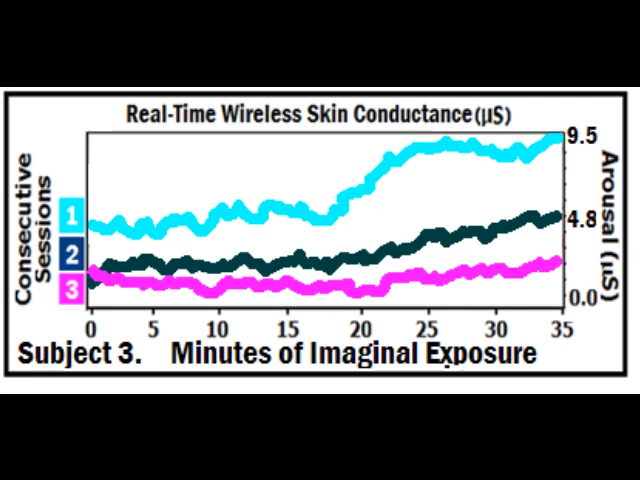 Real-Time Wireless Skin Conductance (µS)
Consecutive
Sessions
1
2
3
9.5
4.8
0.0
Arousal (µS)
0 5 10 15 20 25 30 35
Subject 3. Minutes of Imaginal Exposure